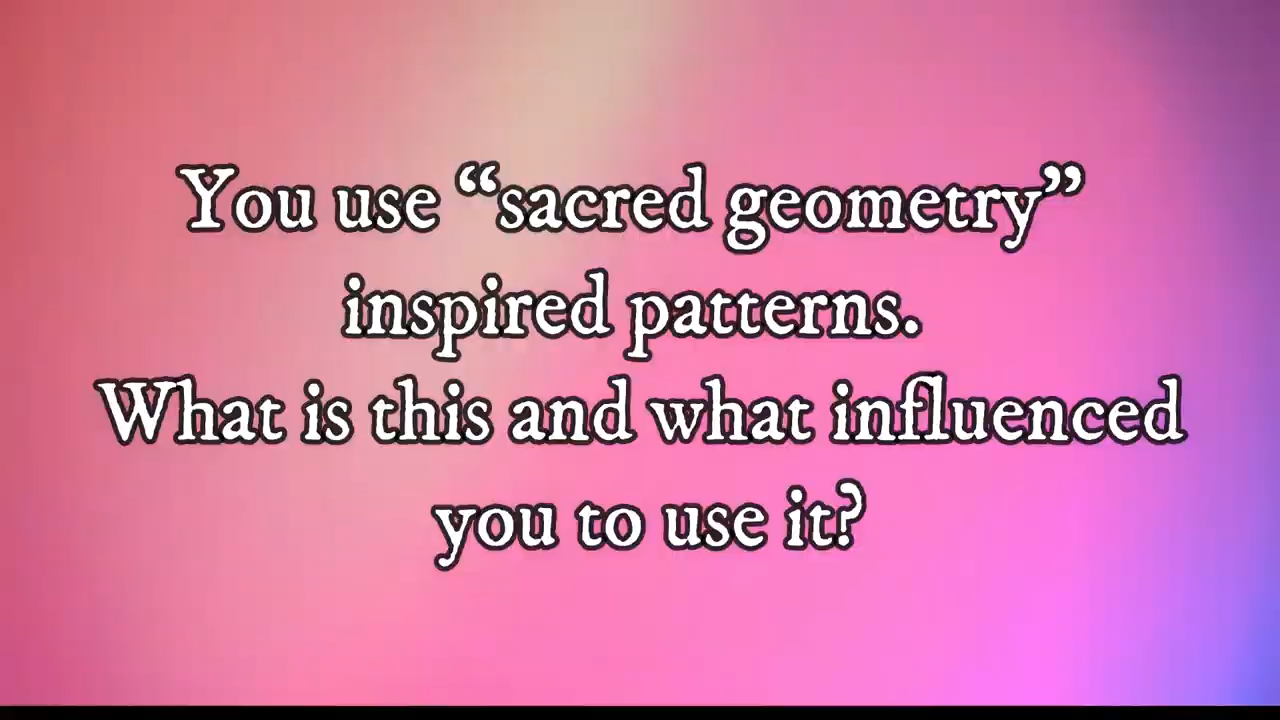 You use “sacred geometry”
inspired patterns.
What is this and what influenced
you to use it?